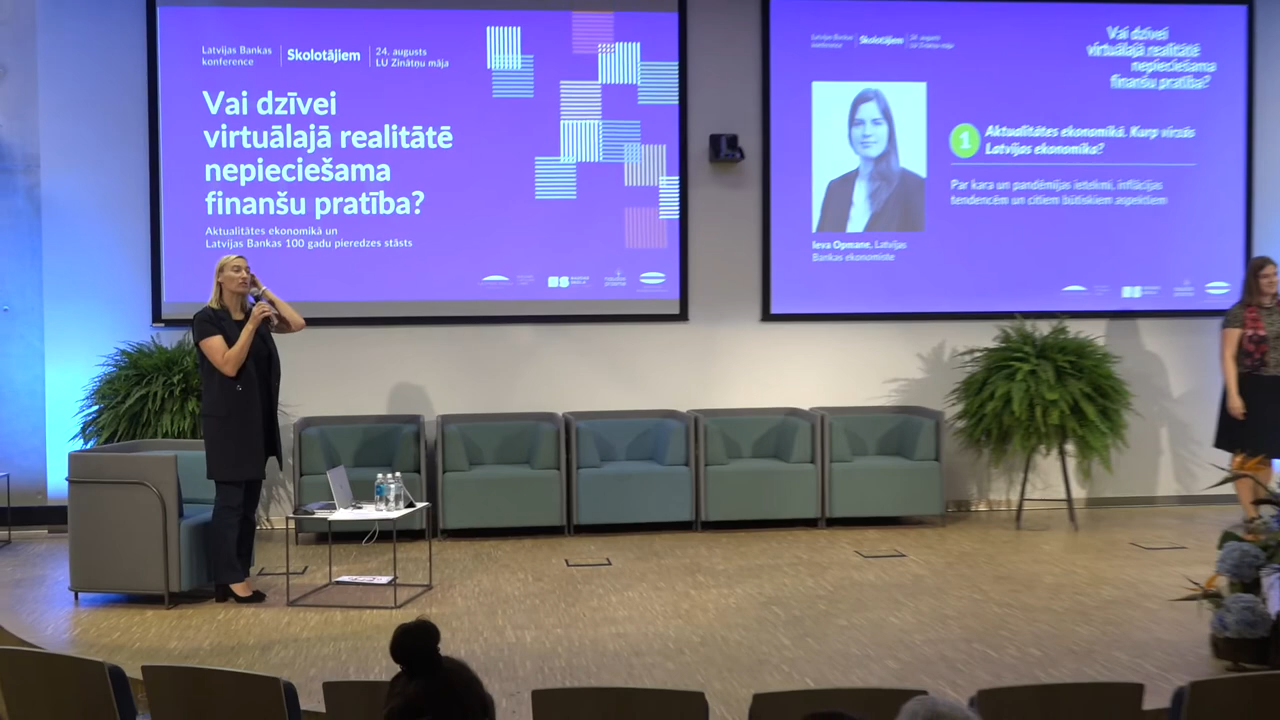 Latvijas Bankas
konference
Skolotājiem
24. augusts
LU Zinātņu māja
Vai dzīvei
virtuālajā realitātē
nepieciešama
finanšu pratība?
Aktualitātes ekonomikā un
Latvijas Bankas 100 gadu pieredzes stāsts
Latvijas Bankas
konference
Skolotājiem
24. augusts
LU Zinātņu māja
Vai dzīvei
virtuālajā realitātē
nepieciešama
finanšu pratība?
1
Aktualitātes ekonomikā. Kurp virzās
Latvijas ekonomika?
Par kara un pandēmijas ietekmi, inflācijas
tendencēm un citiem būtiskiem aspektiem
Ieva Opmane, Latvijas
Bankas ekonomiste